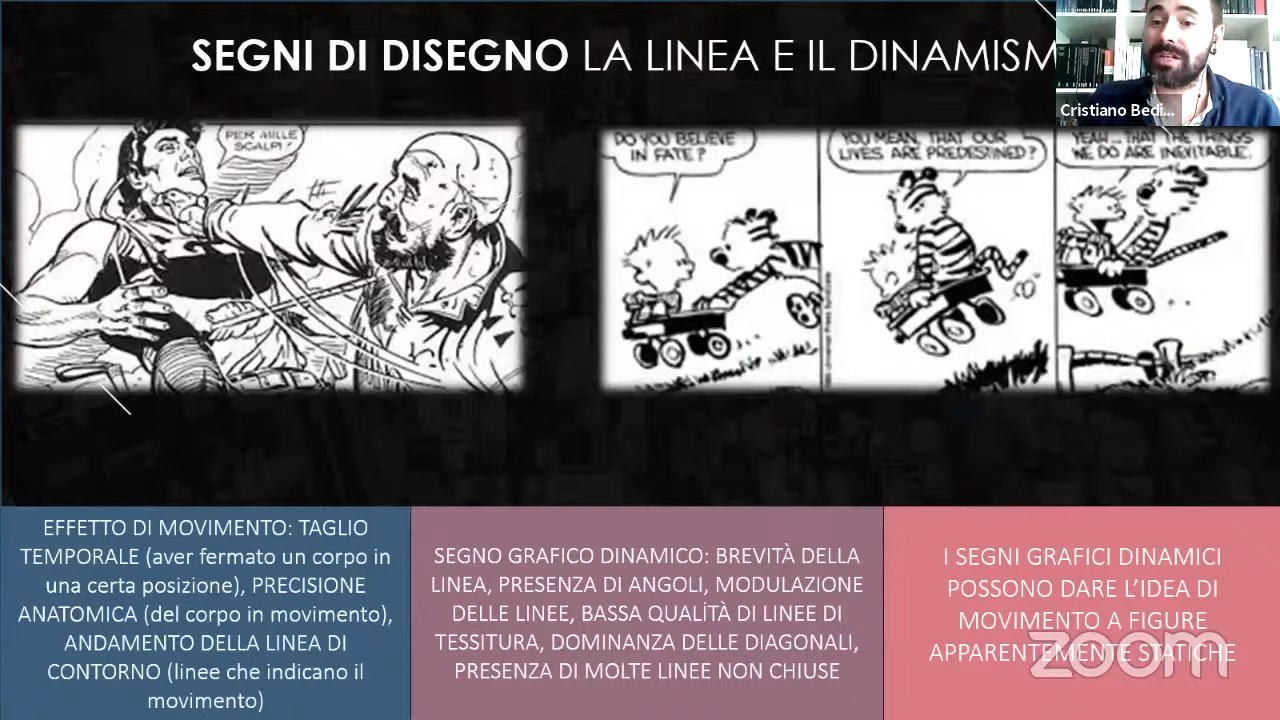 SEGNI DI DISEGNO LA LINEA E IL DINAMISM
Cristiano Bedi...
PER MILLE
SCALPI!
DO YOU BELIEVE
IN FATE?
YOU MEAN, THAT OUR
LIVES ARE PREDESTINED?
YEAH... THAT THE THINGS
WE DO ARE INEVITABLE.
EFFETTO DI MOVIMENTO: TAGLIO
TEMPORALE (aver fermato un corpo in
una certa posizione), PRECISIONE
ANATOMICA (del corpo in movimento),
ANDAMENTO DELLA LINEA DI
CONTORNO (linee che indicano il
movimento)
SEGNO GRAFICO DINAMICO: BREVITÀ DELLA
LINEA, PRESENZA DI ANGOLI, MODULAZIONE
DELLE LINEE, BASSA QUALITÀ DI LINEE DI
TESSITURA, DOMINANZA DELLE DIAGONALI,
PRESENZA DI MOLTE LINEE NON CHIUSE
I SEGNI GRAFICI DINAMICI
POSSONO DARE L'IDEA DI
MOVIMENTO A FIGURE
APPARENTEMENTE STATICHE
zoom